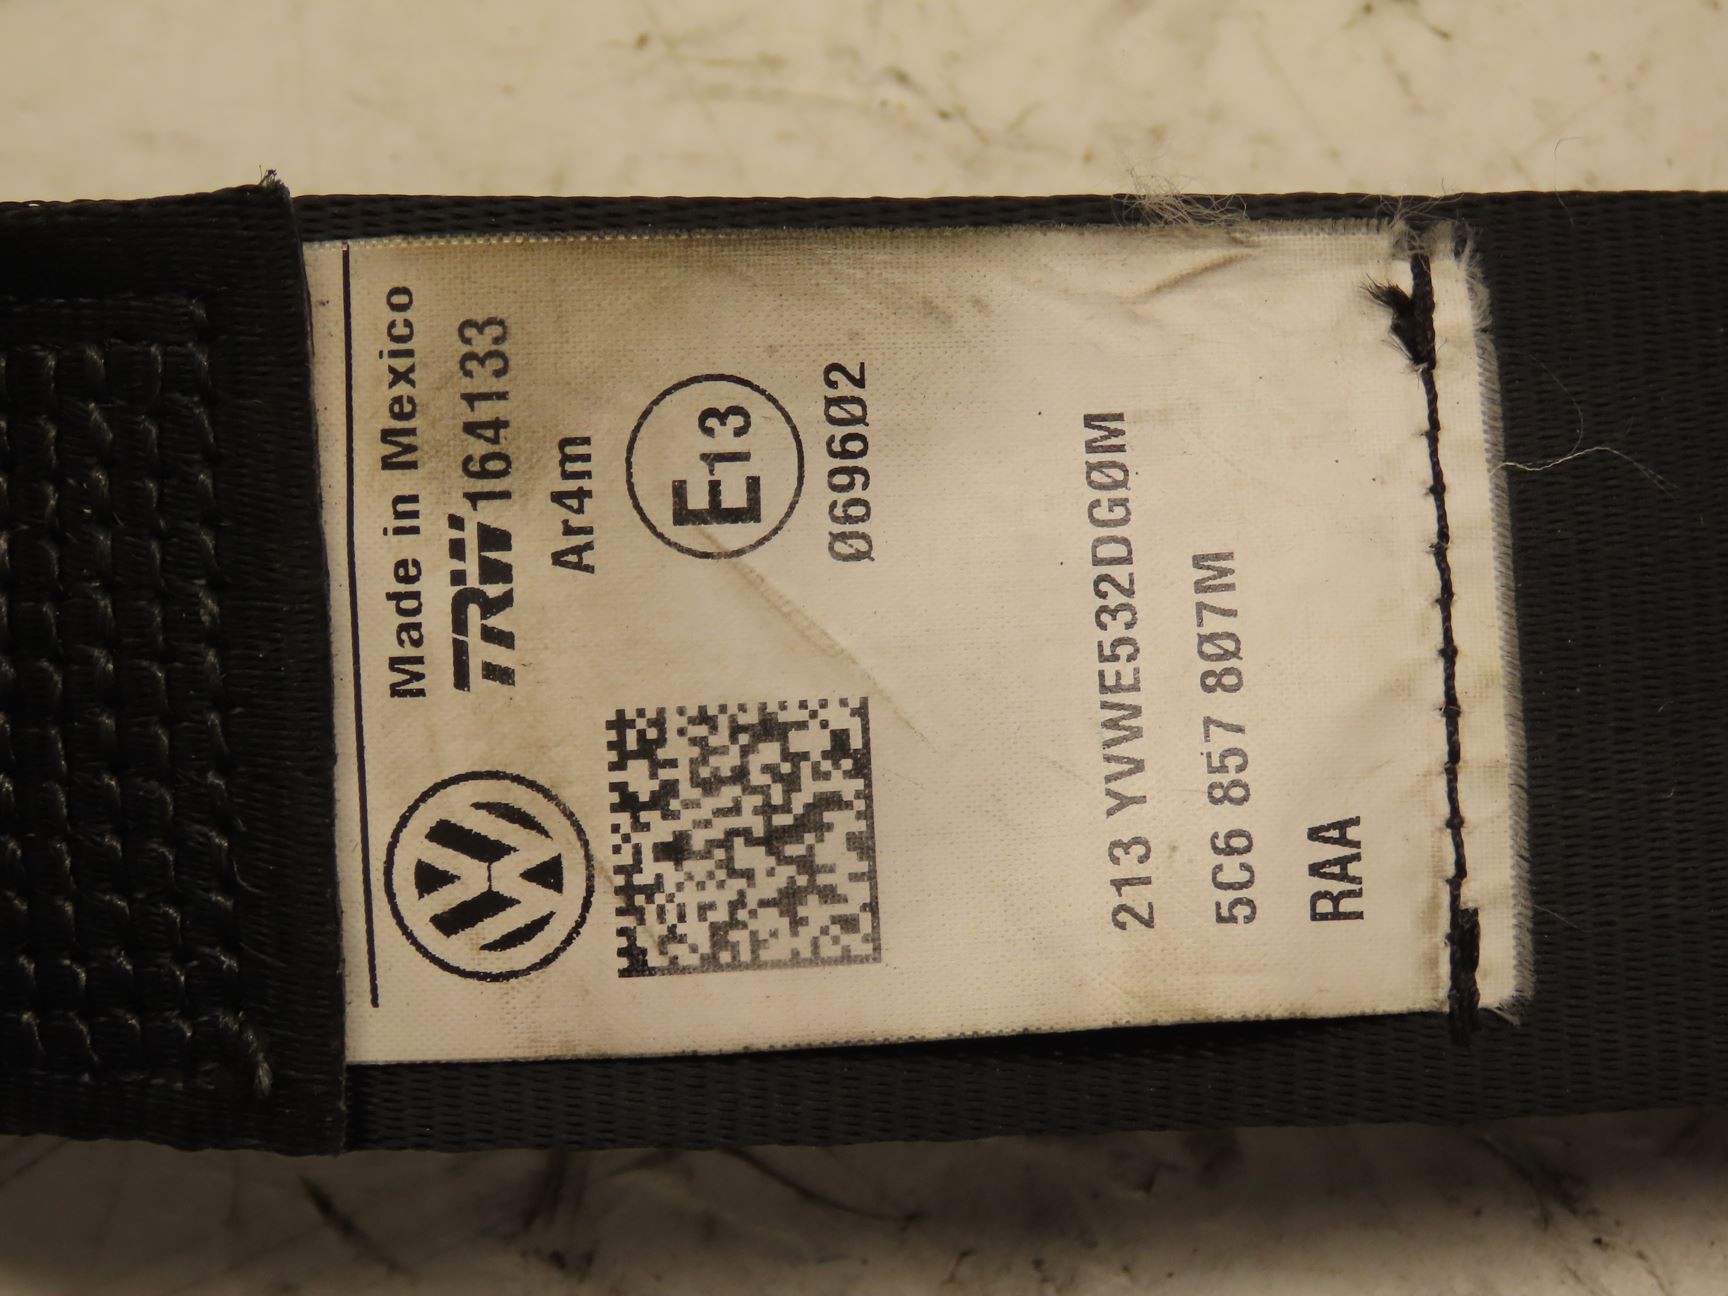 Made in Mexico
TRW 164133
Ar4m
E13
Ø696Ø2
213 YVWE532DGØM
5C6 857 8Ø7M
RAA